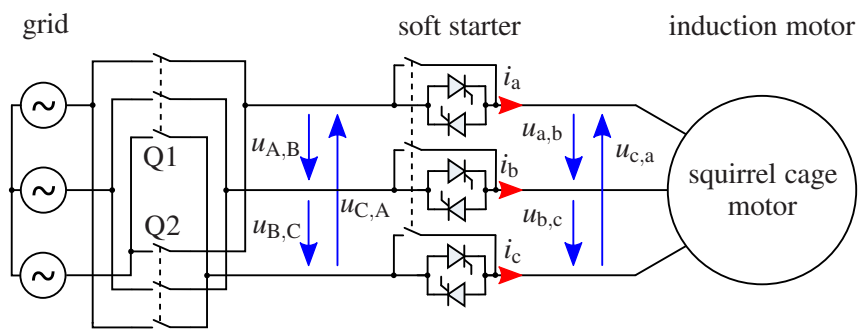 grid
soft starter
induction motor
i_a
u_A,B
u_a,b
u_c,a
Q1
i_b
squirrel cage
motor
u_C,A
Q2
u_B,C
u_b,c
i_c